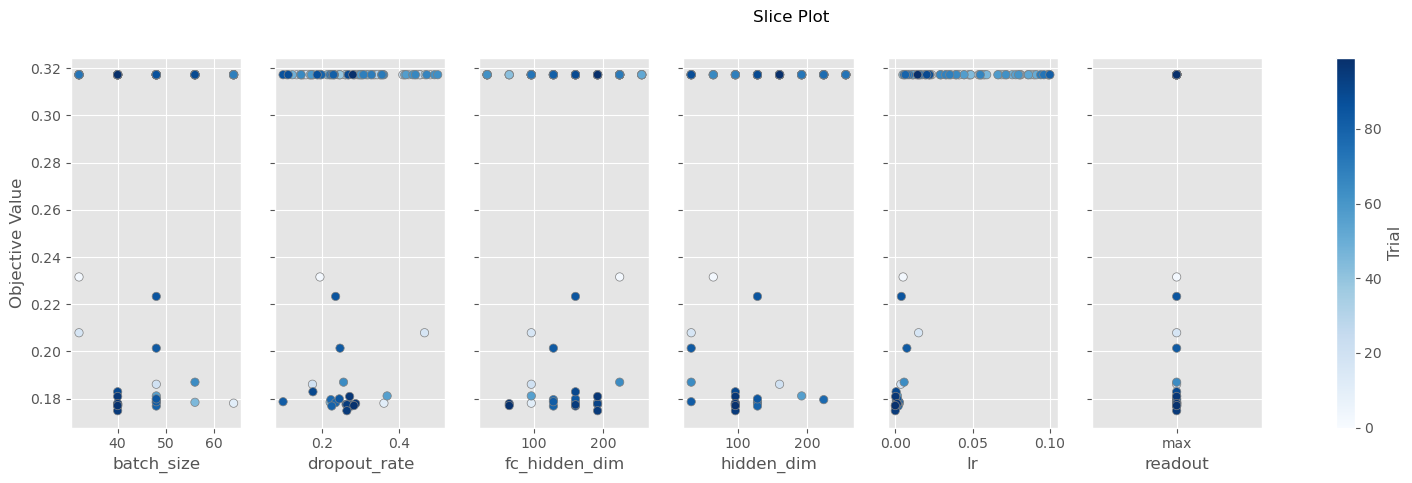 Slice Plot
Objective Value
0.32
0.30
0.28
0.26
0.24
0.22
0.20
0.18
40 50 60
batch_size
0.2 0.4
dropout_rate
100 200
fc_hidden_dim
100 200
hidden_dim
0.00 0.05 0.10
lr
max
readout
80
60
40
20
0
Trial